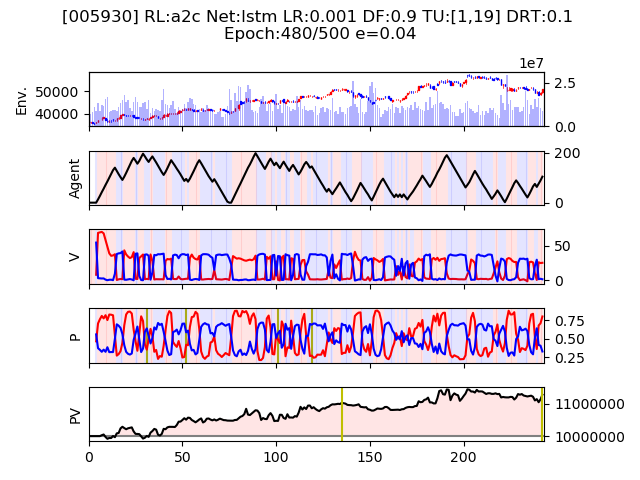 [005930] RL:a2c Net:lstm LR:0.001 DF:0.9 TU:[1,19] DRT:0.1
Epoch:480/500 e=0.04
1e7
Env.
50000
40000
2.5
0.0
Agent
200
0
V
50
0
P
0.75
0.50
0.25
PV
11000000
10000000
0 50 100 150 200